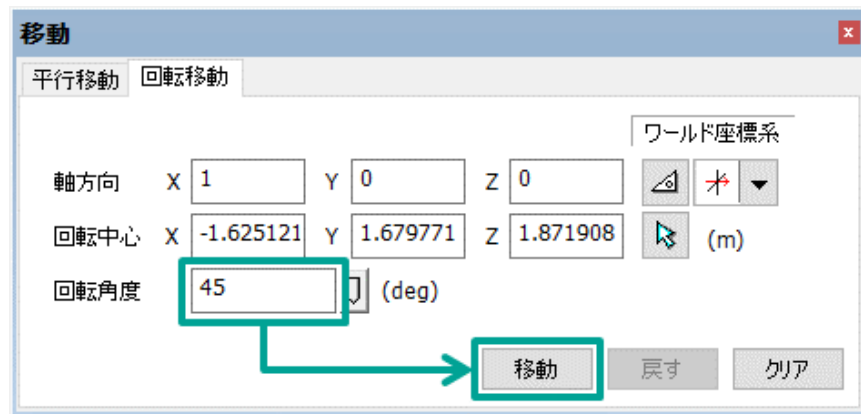 移動
平行移動 回転移動
ワールド座標系
軸方向 X 1 Y 0 Z 0
回転中心 X -1.625121 Y 1.679771 Z 1.871908 (m)
回転角度 45 (deg)
移動 戻す クリア